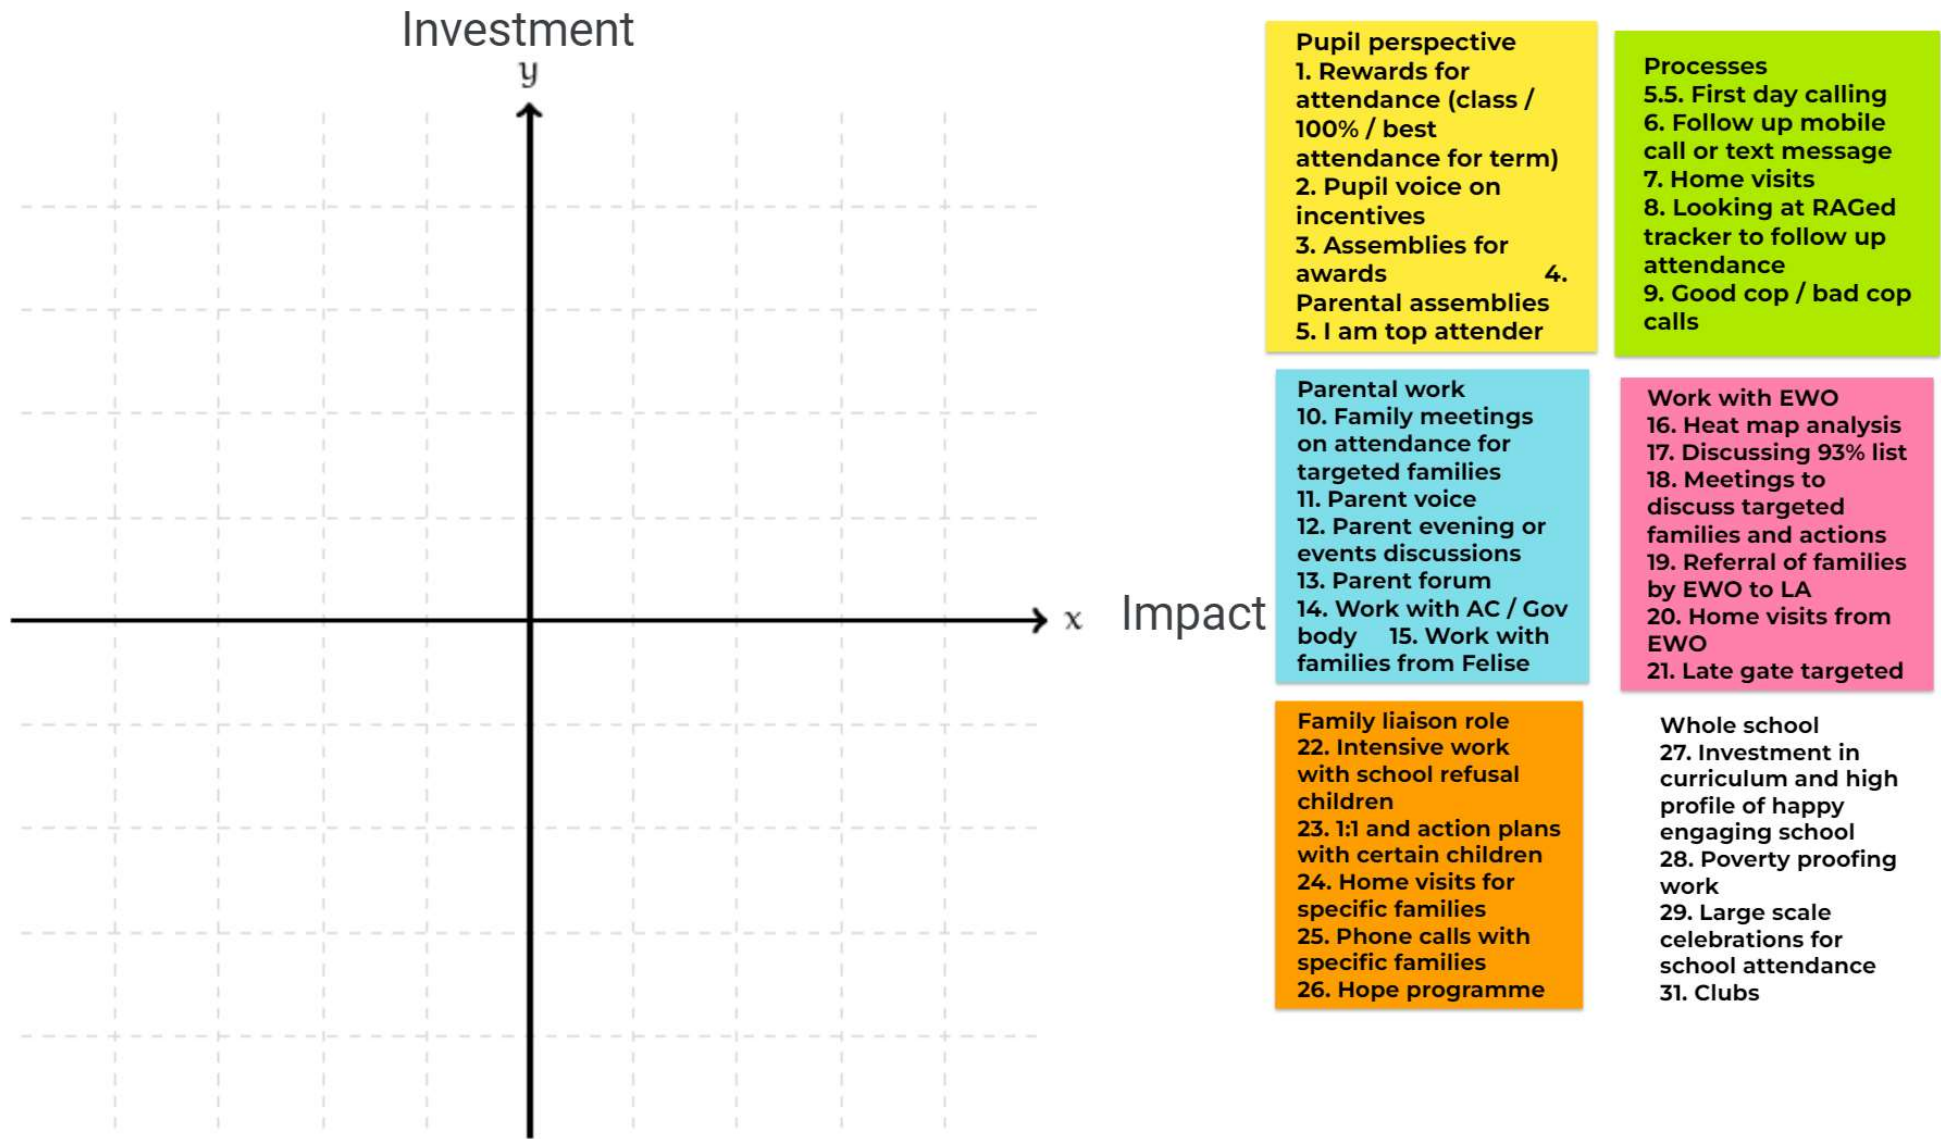 Investment
y
x
Impact
Pupil perspective
1. Rewards for
attendance (class /
100% / best
attendance for term)
2. Pupil voice on
incentives
3. Assemblies for
awards 4.
Parental assemblies
5. I am top attender
Processes
5.5. First day calling
6. Follow up mobile
call or text message
7. Home visits
8. Looking at RAGed
tracker to follow up
attendance
9. Good cop / bad cop
calls
Parental work
10. Family meetings
on attendance for
targeted families
11. Parent voice
12. Parent evening or
events discussions
13. Parent forum
14. Work with AC / Gov
body 15. Work with
families from Felise
Work with EWO
16. Heat map analysis
17. Discussing 93% list
18. Meetings to
discuss targeted
families and actions
19. Referral of families
by EWO to LA
20. Home visits from
EWO
21. Late gate targeted
Family liaison role
22. Intensive work
with school refusal
children
23. 1:1 and action plans
with certain children
24. Home visits for
specific families
25. Phone calls with
specific families
26. Hope programme
Whole school
27. Investment in
curriculum and high
profile of happy
engaging school
28. Poverty proofing
work
29. Large scale
celebrations for
school attendance
31. Clubs